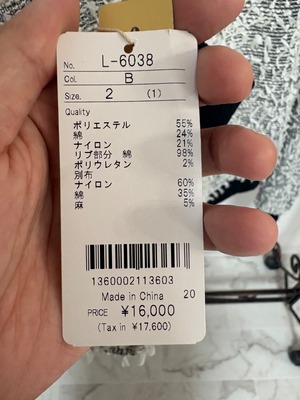 No. L-6038
Col. B
Size. 2 (1)
Quality
ポリエステル 55%
綿 24%
ナイロン 21%
リブ部分 綿 98%
ポリウレタン 2%
別布
ナイロン 60%
綿 35%
麻 5%
1360002113603
Made in China 20
PRICE ¥16,000
(Tax in ¥17,600)